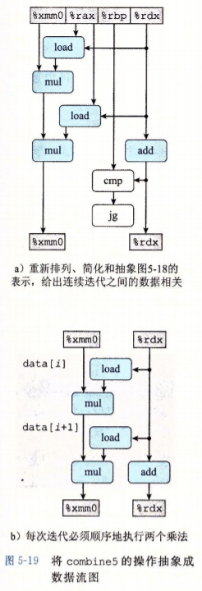 %xmm0 %rax %rbp %rdx
load
mul
load
mul add
cmp
jg
%xmm0 %rdx
a）重新排列、简化和抽象图5-18的
表示，给出连续迭代之间的数据相关
%xmm0 %rdx
data[i]
load
mul
data[i+1]
load
mul add
%xmm0 %rdx
b）每次迭代必须顺序地执行两个乘法
图 5-19 将 combine5 的操作抽象成
数据流图